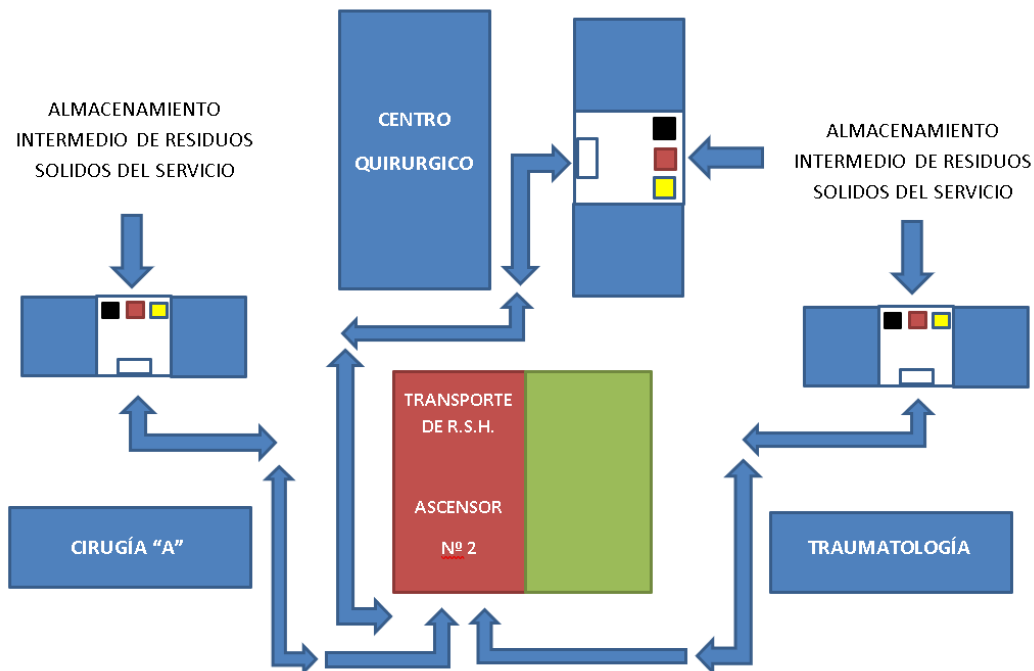 ALMACENAMIENTO
INTERMEDIO DE RESIDUOS
SOLIDOS DEL SERVICIO
CENTRO
QUIRURGICO
ALMACENAMIENTO
INTERMEDIO DE RESIDUOS
SOLIDOS DEL SERVICIO
TRANSPORTE
DE R.S.H.
ASCENSOR
Nº 2
CIRUGÍA “A”
TRAUMATOLOGÍA